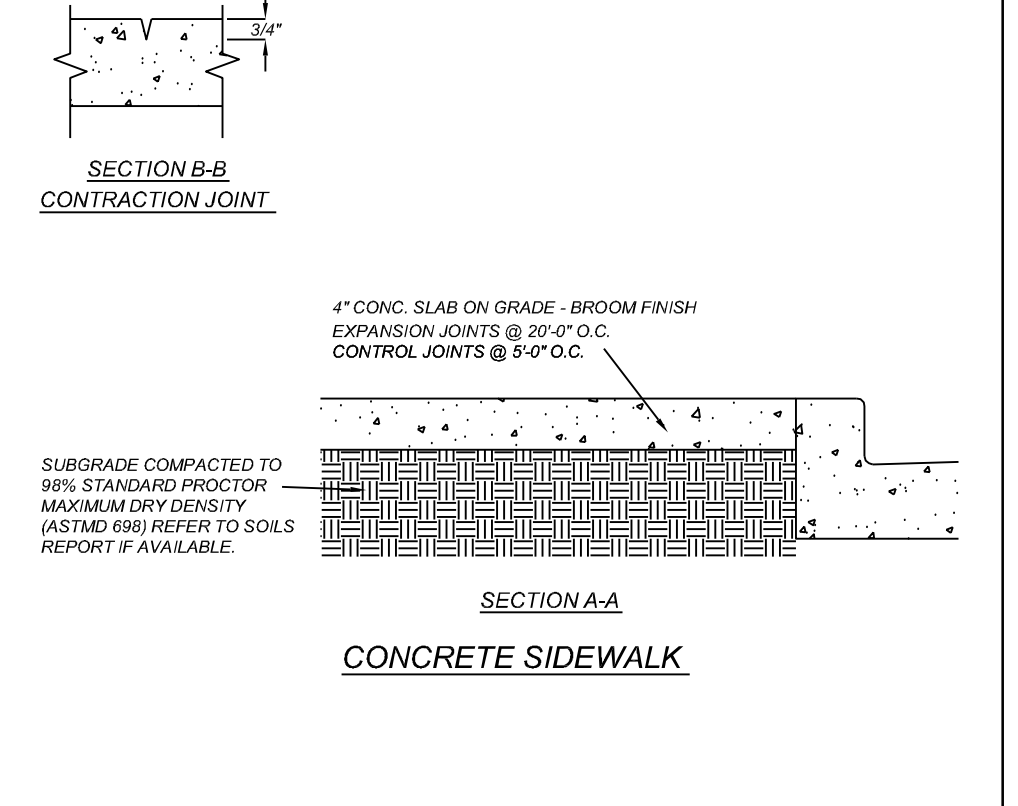 3/4"
SECTION B-B
CONTRACTION JOINT
4" CONC. SLAB ON GRADE - BROOM FINISH
EXPANSION JOINTS @ 20'-0" O.C.
CONTROL JOINTS @ 5'-0" O.C.
SUBGRADE COMPACTED TO
98% STANDARD PROCTOR
MAXIMUM DRY DENSITY
(ASTMD 698) REFER TO SOILS
REPORT IF AVAILABLE.
SECTION A-A
CONCRETE SIDEWALK